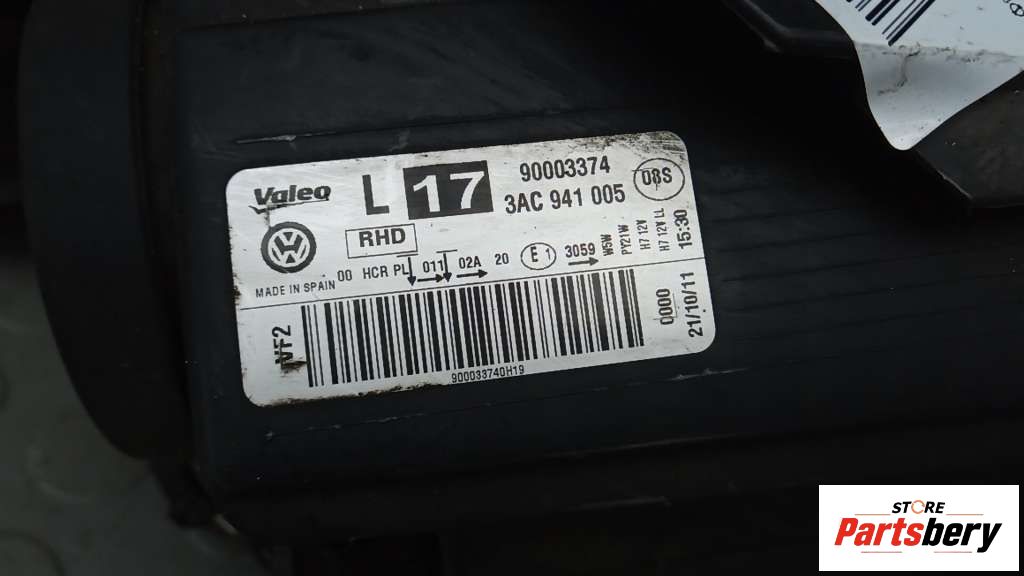 Valeo L 17 90003374 08S
3AC 941 005
RHD
00 HCR PL 011 02A 20 E1 3059
W5W
PY21W
H7 12V
H7 12V LL
15:30
MADE IN SPAIN
VF2
0000
21/10/11
900033740H19
STORE
Partsbery